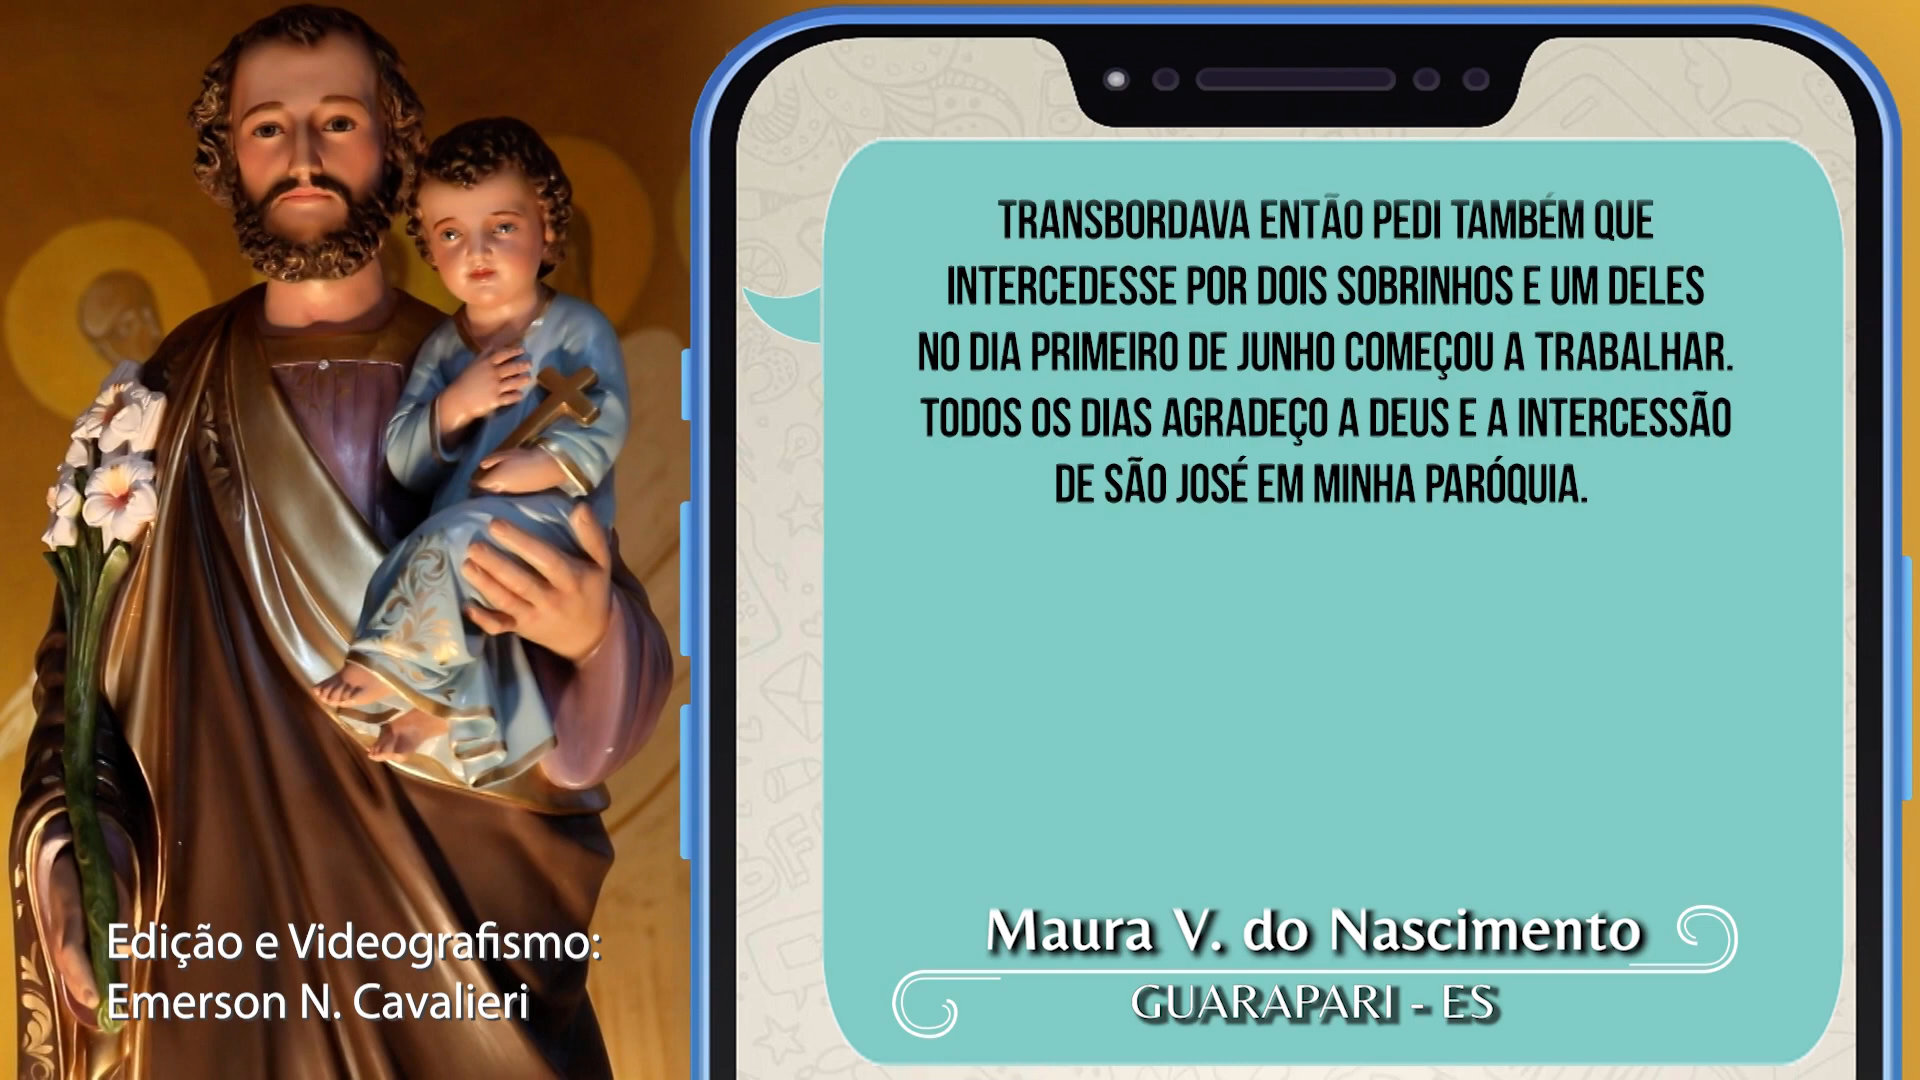 TRANSBORDAVA ENTÃO PEDI TAMBÉM QUE
INTERCEDESSE POR DOIS SOBRINHOS E UM DELES
NO DIA PRIMEIRO DE JUNHO COMEÇOU A TRABALHAR.
TODOS OS DIAS AGRADEÇO A DEUS E A INTERCESSÃO
DE SÃO JOSÉ EM MINHA PARÓQUIA.
Maura V. do Nascimento
GUARAPARI - ES
Edição e Videografismo:
Emerson N. Cavalieri